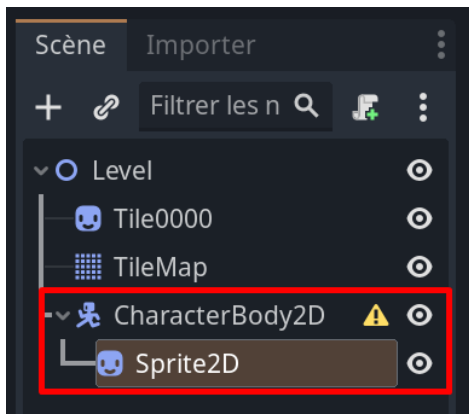 Scène Importer
Filtrer les n
Level
Tile0000
TileMap
CharacterBody2D
Sprite2D